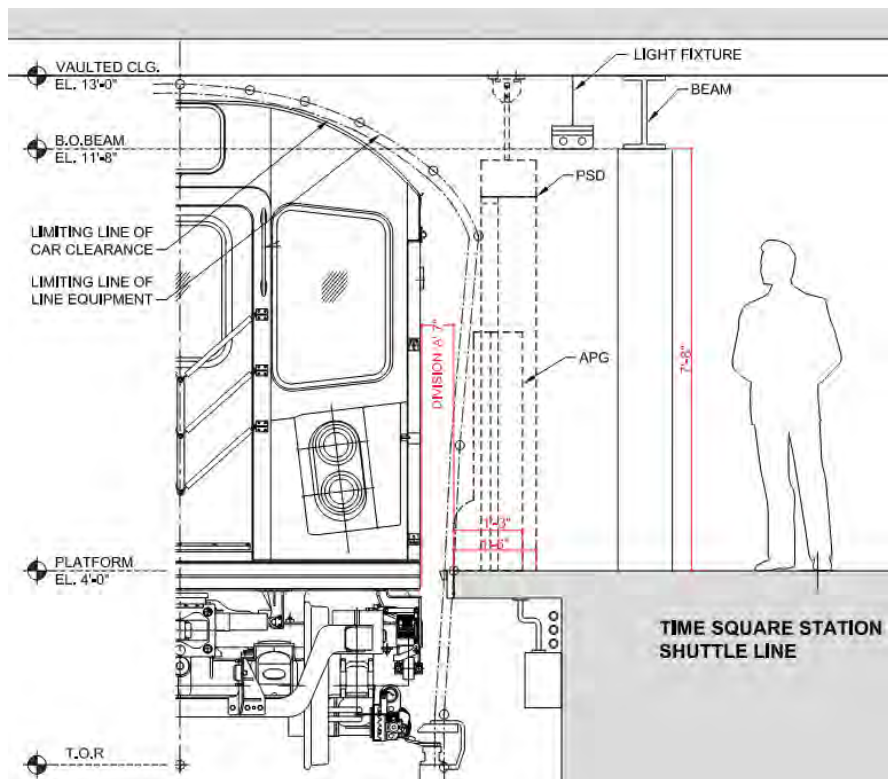 VAULTED CLG.
EL. 13'-0"
LIGHT FIXTURE
BEAM
B.O.BEAM
EL. 11'-8"
PSD
LIMITING LINE OF
CAR CLEARANCE
LIMITING LINE OF
LINE EQUIPMENT
DIVISION 'A' 7"
APG
7'-8"
1'-3"
PLATFORM
EL. 4'-0"
TIME SQUARE STATION
SHUTTLE LINE
T.O.R